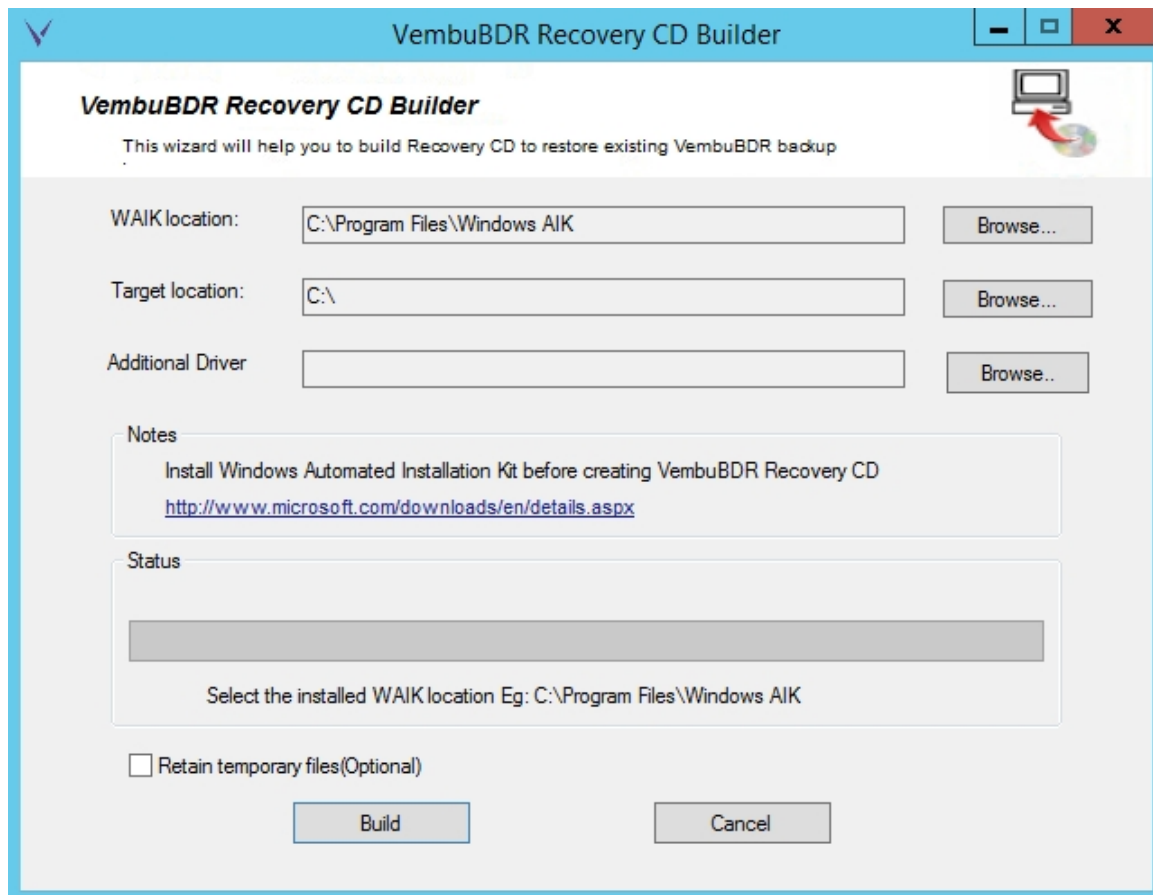 VembuBDR Recovery CD Builder
VembuBDR Recovery CD Builder
This wizard will help you to build Recovery CD to restore existing VembuBDR backup
.
WAIK location:
C:\Program Files\Windows AIK
Browse...
Target location:
C:\
Browse...
Additional Driver
Browse..
Notes
Install Windows Automated Installation Kit before creating VembuBDR Recovery CD
http://www.microsoft.com/downloads/en/details.aspx
Status
Select the installed WAIK location Eg: C:\Program Files\Windows AIK
Retain temporary files(Optional)
Build
Cancel